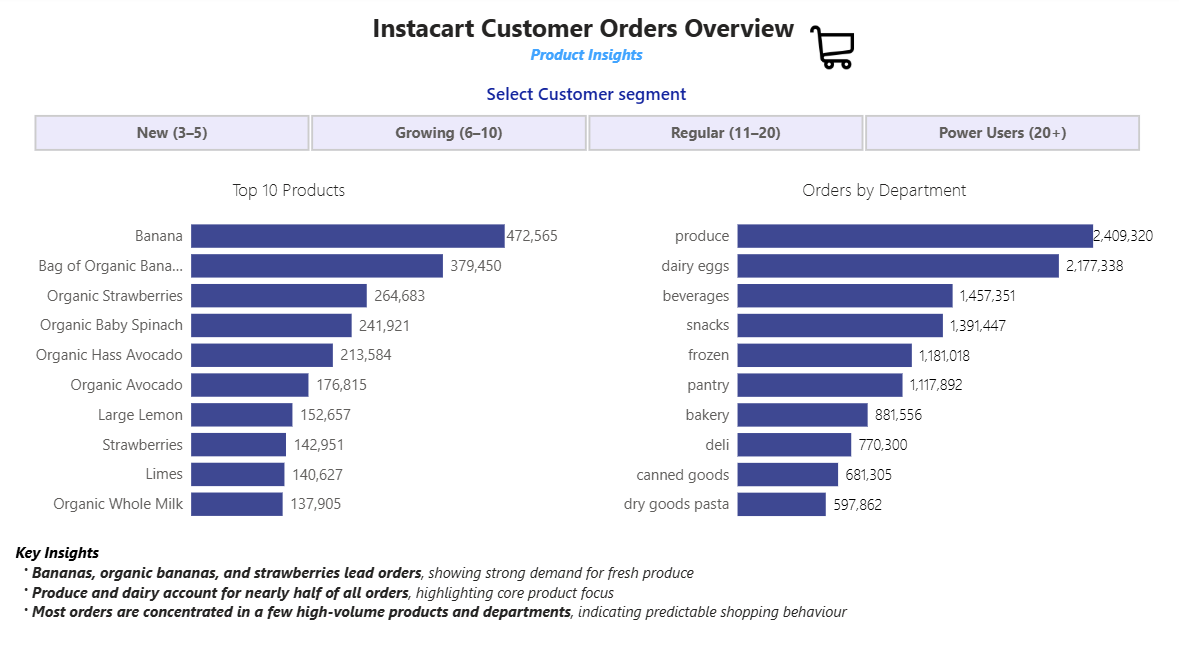 Instacart Customer Orders Overview
Product Insights
Select Customer segment
New (3–5)
Growing (6–10)
Regular (11–20)
Power Users (20+)
Top 10 Products
Banana 472,565
Bag of Organic Bana... 379,450
Organic Strawberries 264,683
Organic Baby Spinach 241,921
Organic Hass Avocado 213,584
Organic Avocado 176,815
Large Lemon 152,657
Strawberries 142,951
Limes 140,627
Organic Whole Milk 137,905
Orders by Department
produce 2,409,320
dairy eggs 2,177,338
beverages 1,457,351
snacks 1,391,447
frozen 1,181,018
pantry 1,117,892
bakery 881,556
deli 770,300
canned goods 681,305
dry goods pasta 597,862
Key Insights
• Bananas, organic bananas, and strawberries lead orders, showing strong demand for fresh produce
• Produce and dairy account for nearly half of all orders, highlighting core product focus
• Most orders are concentrated in a few high-volume products and departments, indicating predictable shopping behaviour